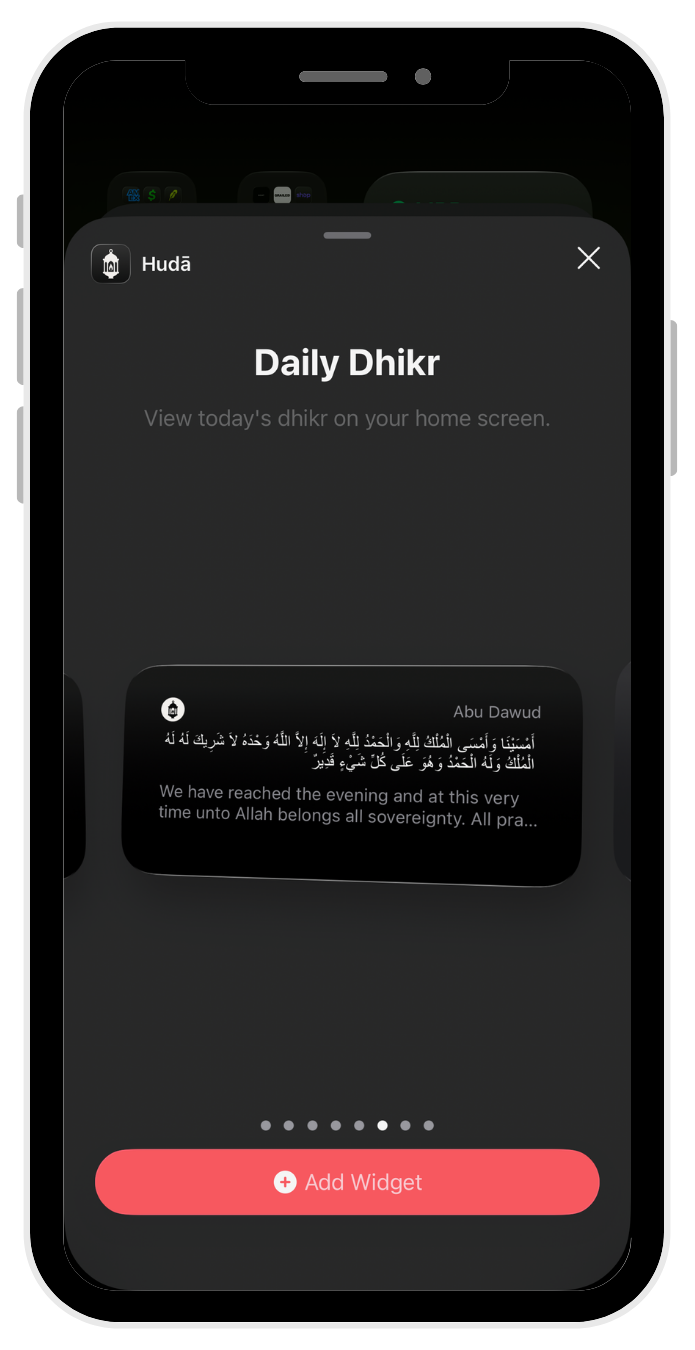 Hudā
Daily Dhikr
View today's dhikr on your home screen.
Abu Dawud
أَمْسَيْنَا وَأَمْسَى الْمُلْكُ لِلَّهِ وَالْحَمْدُ لِلَّهِ لاَ إِلَهَ إِلاَّ اللَّهُ وَحْدَهُ لاَ شَرِيكَ لَهُ لَهُ
الْمُلْكُ وَلَهُ الْحَمْدُ وَهُوَ عَلَى كُلِّ شَيْءٍ قَدِيرٌ
We have reached the evening and at this very
time unto Allah belongs all sovereignty. All pra...
Add Widget